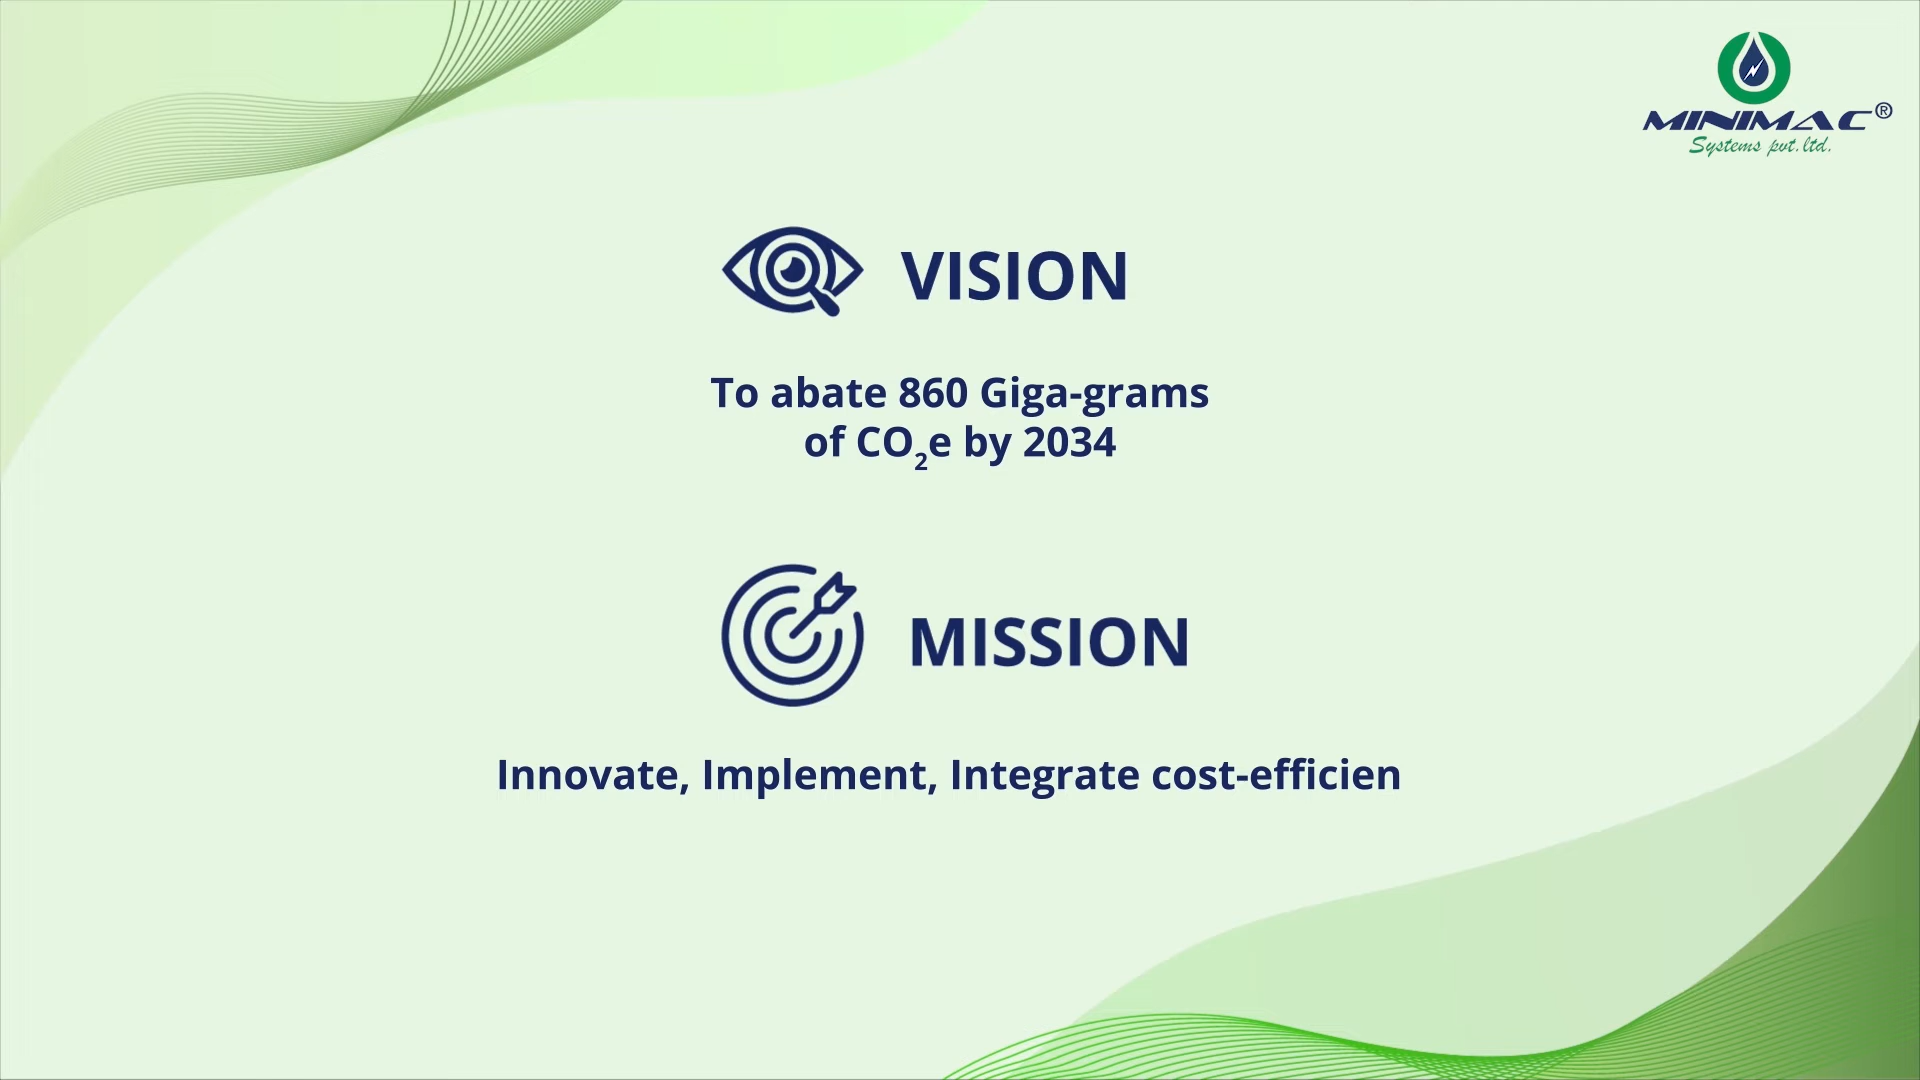 MINIMAC®
Systems pvt.ltd.
VISION
To abate 860 Giga-grams
of CO₂e by 2034
MISSION
Innovate, Implement, Integrate cost-efficien